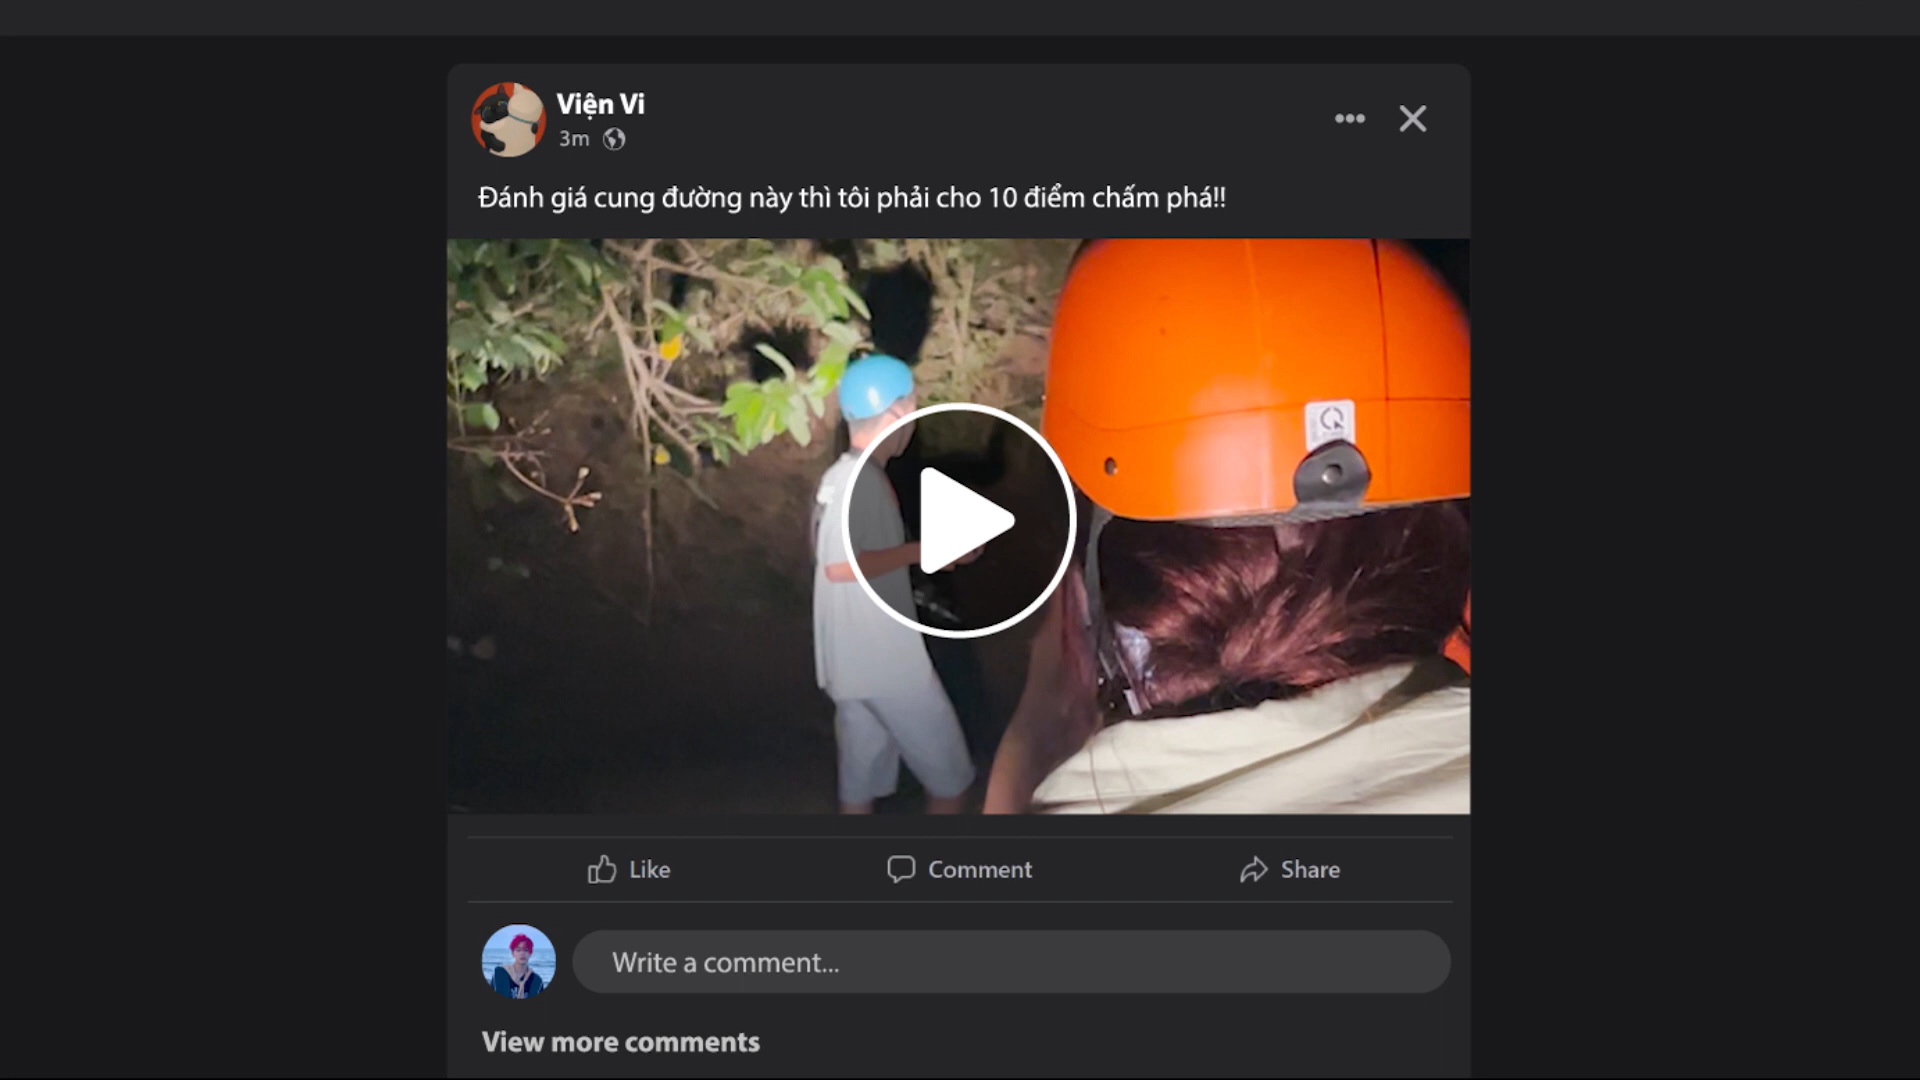 Viện Vi
3m
Đánh giá cung đường này thì tôi phải cho 10 điểm chấm phá!!
Like
Comment
Share
Write a comment...
View more comments